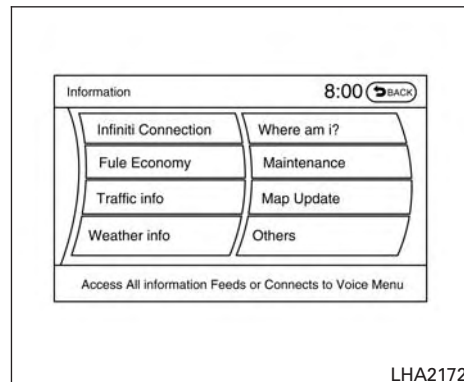 Information 8:00 BACK
Infiniti Connection Where am i?
Fule Economy Maintenance
Traffic info Map Update
Weather info Others
Access All information Feeds or Connects to Voice Menu
LHA2172